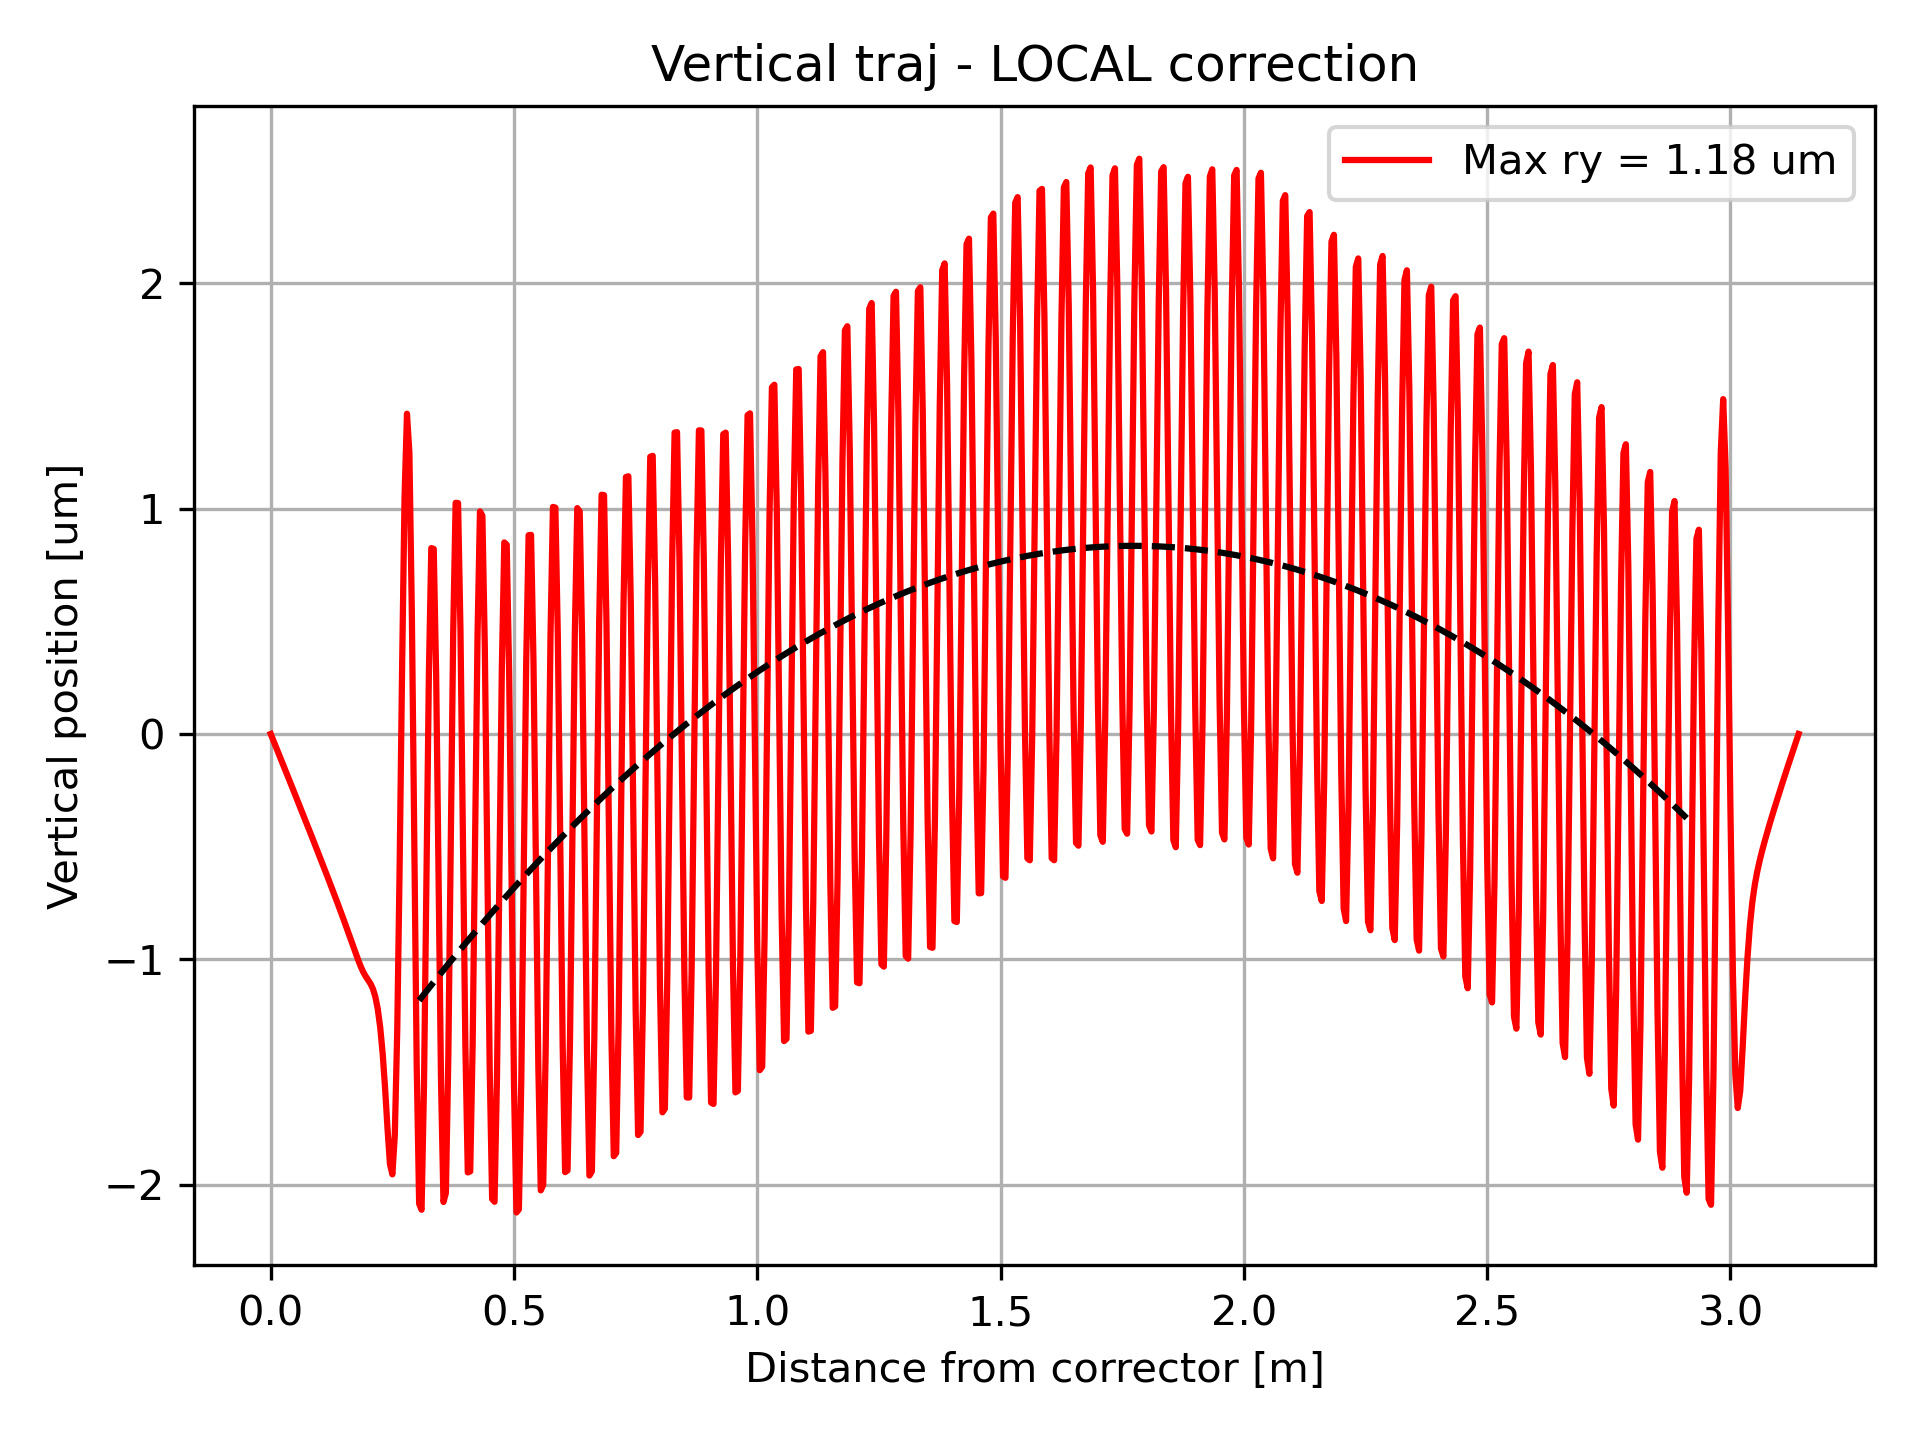 Vertical traj - LOCAL correction
Max ry = 1.18 um
Vertical position [um]
2
1
0
−1
−2
0.0 0.5 1.0 1.5 2.0 2.5 3.0
Distance from corrector [m]